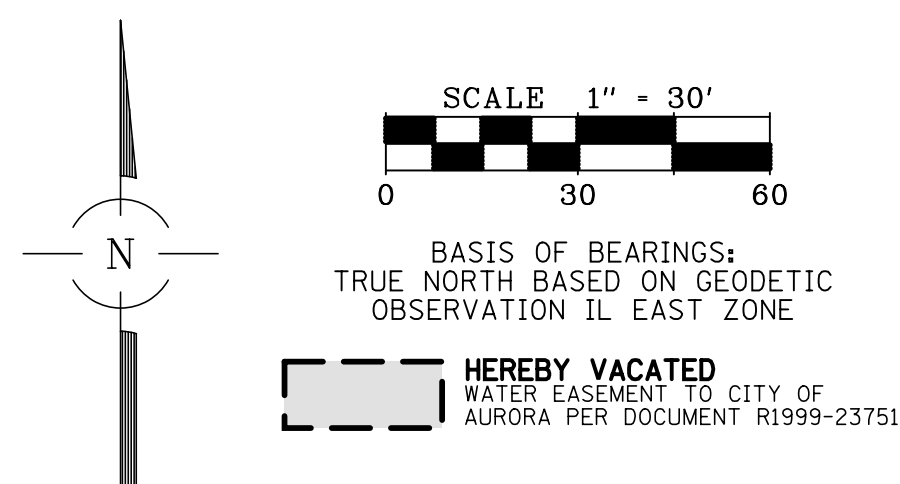 SCALE 1" = 30'
0 30 60
N
BASIS OF BEARINGS:
TRUE NORTH BASED ON GEODETIC
OBSERVATION IL EAST ZONE
HEREBY VACATED
WATER EASEMENT TO CITY OF
AURORA PER DOCUMENT R1999-23751